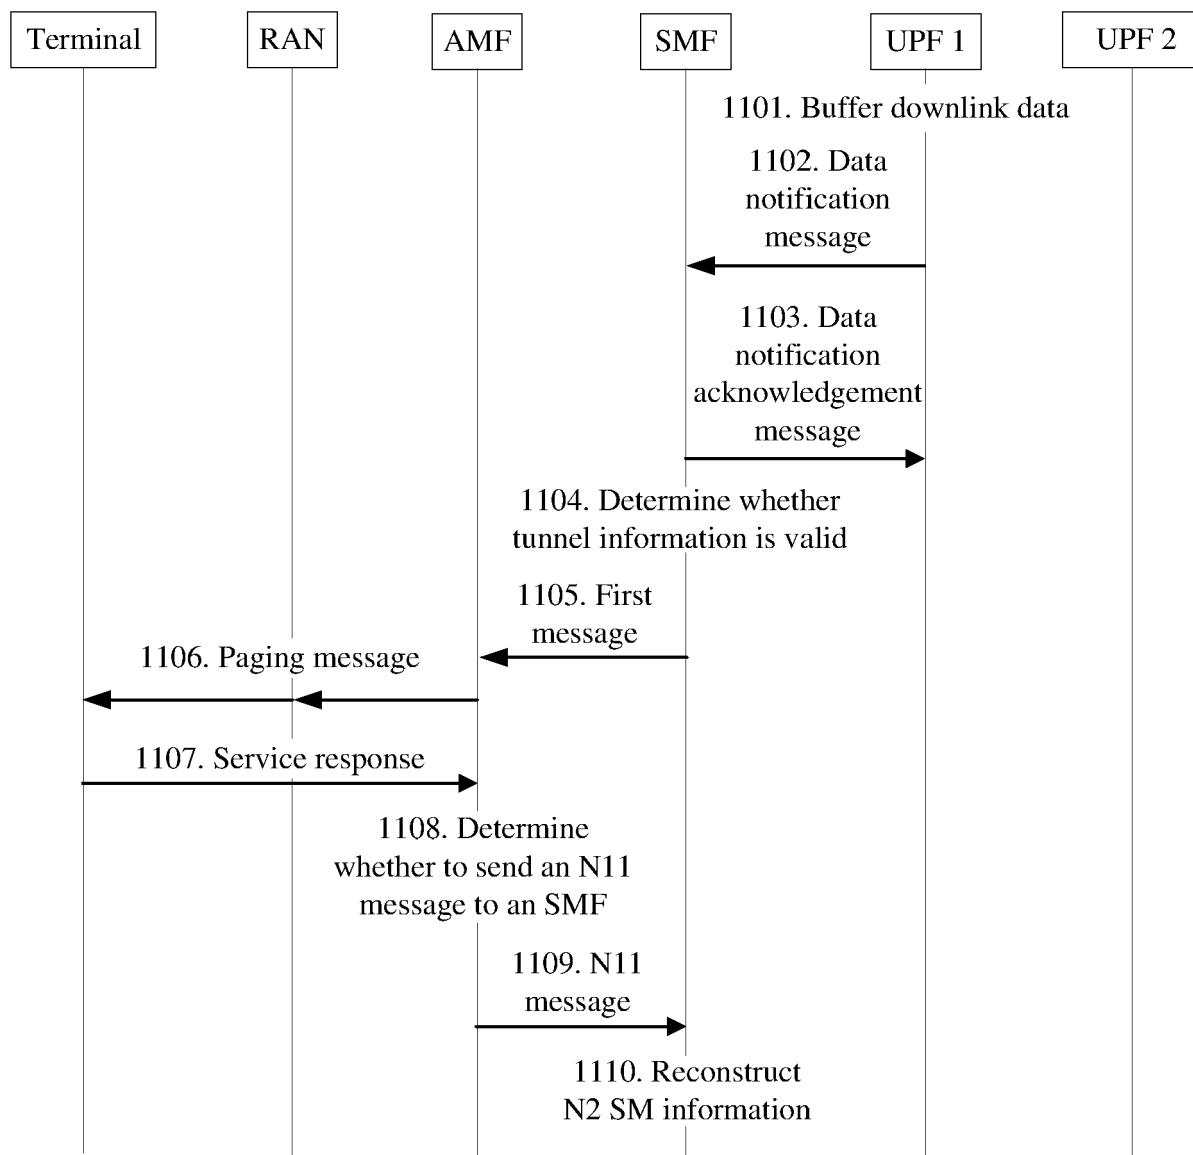 Terminal
RAN
AMF
SMF
UPF 1
UPF 2
1101. Buffer downlink data
1102. Data
notification
message
1103. Data
notification
acknowledgement
message
1104. Determine whether
tunnel information is valid
1105. First
message
1106. Paging message
1107. Service response
1108. Determine
whether to send an N11
message to an SMF
1109. N11
message
1110. Reconstruct
N2 SM information